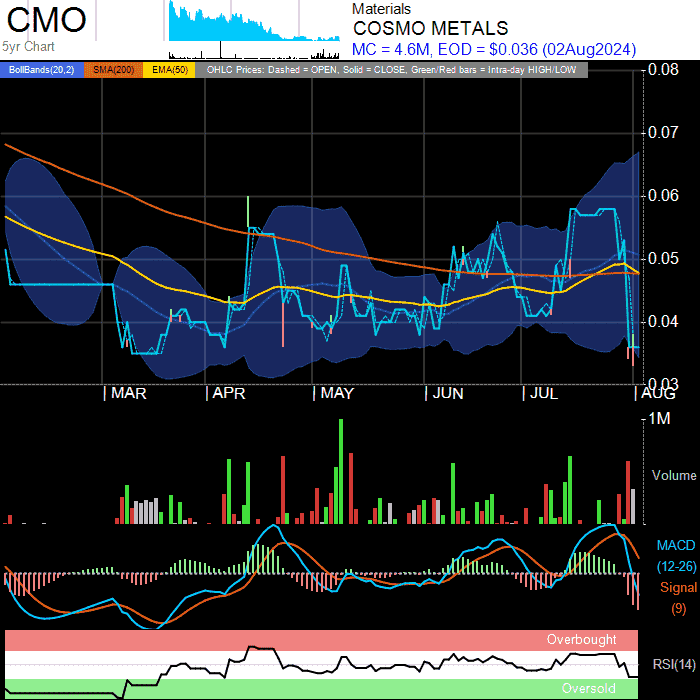 CMO
5yr Chart
Materials
COSMO METALS
MC = 4.6M, EOD = $0.036 (02Aug2024)
BollBands(20,2) SMA(200) EMA(50) OHLC Prices: Dashed = OPEN, Solid = CLOSE, Green/Red bars = Intra-day HIGH/LOW
0.08
0.07
0.06
0.05
0.04
0.03
MAR APR MAY JUN JUL AUG
1M
Volume
MACD
(12-26)
Signal
(9)
Overbought
RSI(14)
Oversold